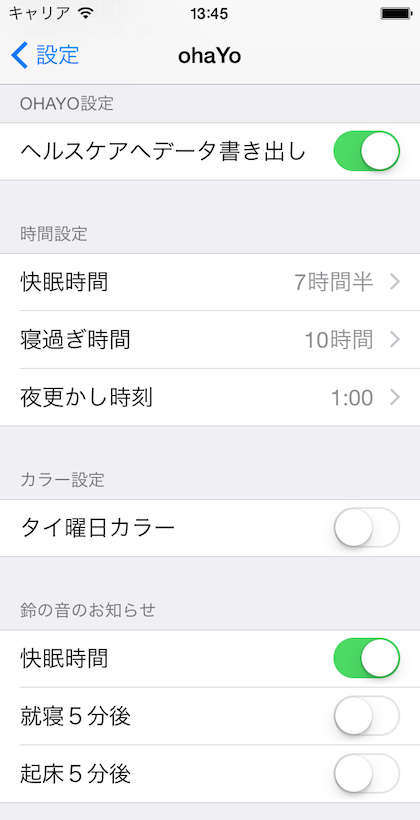 キャリア 13:45
設定 ohaYo
OHAYO設定
ヘルスケアへデータ書き出し
時間設定
快眠時間 7時間半
寝過ぎ時間 10時間
夜更かし時刻 1:00
カラー設定
タイ曜日カラー
鈴の音のお知らせ
快眠時間
就寝５分後
起床５分後